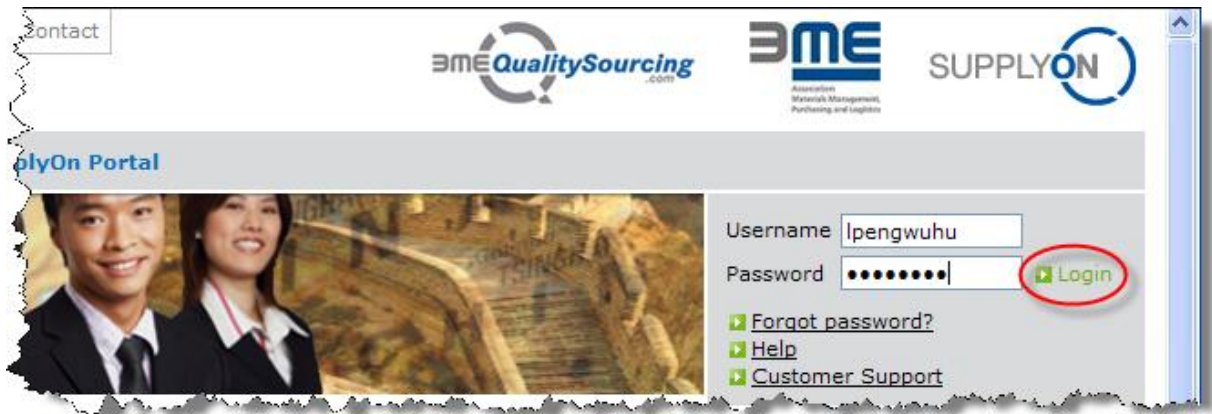 Contact
BME QualitySourcing
.com
BME
Association
Materials Management,
Purchasing and Logistics
SUPPLYON
plyOn Portal
TSINGTA
Username lpengwuhu
Password ••••••••
Login
Forgot password?
Help
Customer Support